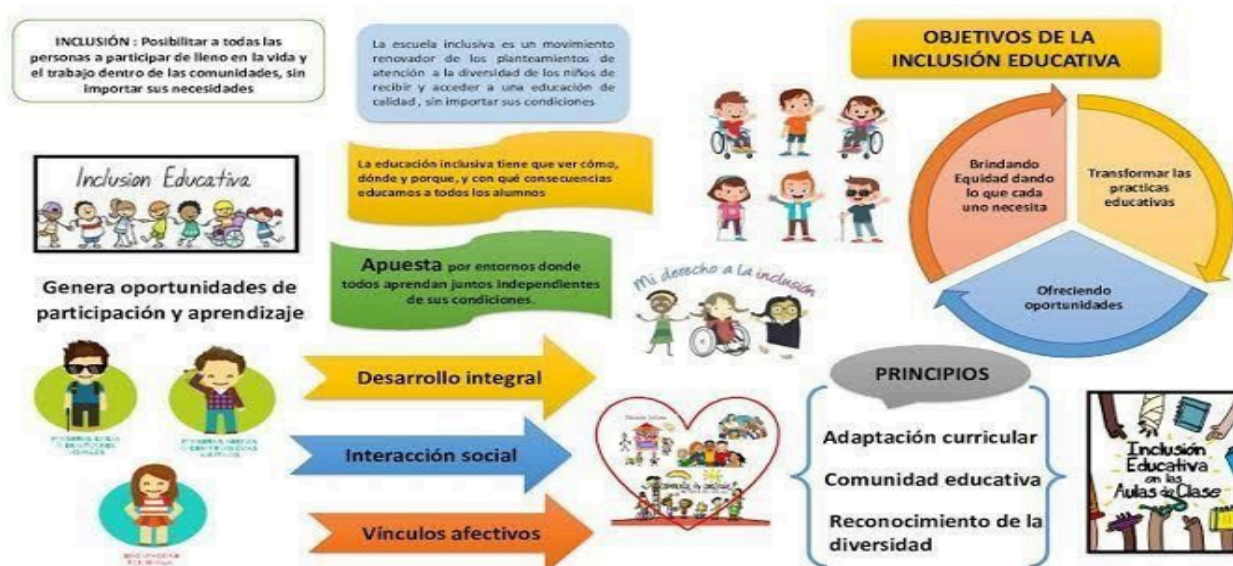 INCLUSIÓN : Posibilitar a todas las
personas a participar de lleno en la vida y
el trabajo dentro de las comunidades, sin
importar sus necesidades
La escuela inclusiva es un movimiento
renovador de los planteamientos de
atención a la diversidad de los niños de
recibir y acceder a una educación de
calidad , sin importar sus condiciones
OBJETIVOS DE LA
INCLUSIÓN EDUCATIVA
Inclusion Educativa
La educación inclusiva tiene que ver cómo,
dónde y porque, y con qué consecuencias
educamos a todos los alumnos
Brindando
Equidad dando
lo que cada
uno necesita
Transformar las
practicas
educativas
Ofreciendo
oportunidades
Apuesta por entornos donde
todos aprendan juntos independientes
de sus condiciones.
Mi derecho a la inclusión
Genera oportunidades de
participación y aprendizaje
Desarrollo integral
Interacción social
Vínculos afectivos
PRINCIPIOS
Adaptación curricular
Comunidad educativa
Reconocimiento de la
diversidad
Inclusión
Educativa
en las
Aulas de Clase